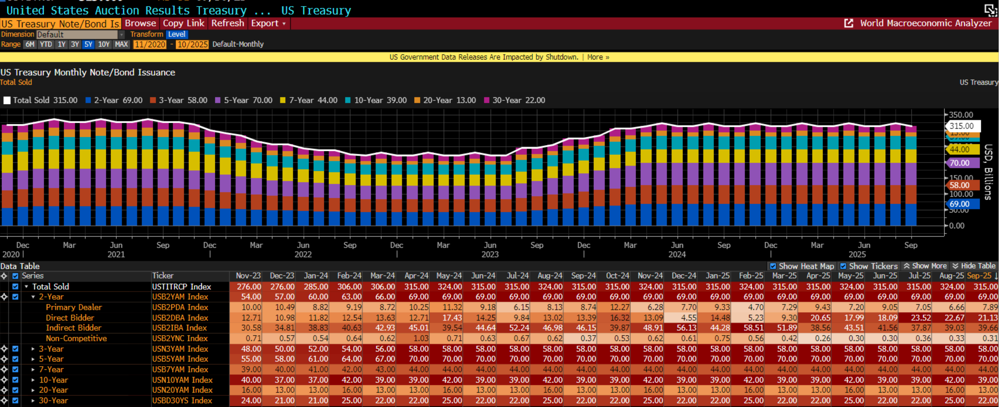 United States Auction Results Treasury ... US Treasury
US Treasury Note/Bond Is Browse Copy Link Refresh Export World Macroeconomic Analyzer
Dimension Default Transform Level
Range 6M YTD 1Y 3Y 5Y 10Y MAX 11/2020 - 10/2025 Default-Monthly
US Government Data Releases Are Impacted by Shutdown. | More »
US Treasury Monthly Note/Bond Issuance
Total Sold US Treasury
Total Sold 315.00 2-Year 69.00 3-Year 58.00 5-Year 70.00 7-Year 44.00 10-Year 39.00 20-Year 13.00 30-Year 22.00
350.00
315.00
13.00
39.00
44.00
70.00
150.00
58.00
100.00
69.00
50.00
0.00
USD, Billions
Dec Mar Jun Sep Dec Mar Jun Sep Dec Mar Jun Sep Dec Mar Jun Sep Dec Mar Jun Sep
2020 2021 2022 2023 2024 2025
Data Table Show Heat Map Show Tickers Show More Hide Table
Series Ticker Nov-23 Dec-23 Jan-24 Feb-24 Mar-24 Apr-24 May-24 Jun-24 Jul-24 Aug-24 Sep-24 Oct-24 Nov-24 Dec-24 Jan-25 Feb-25 Mar-25 Apr-25 May-25 Jun-25 Jul-25 Aug-25 Sep-25
Total Sold USTITRCP Index 276.00 276.00 285.00 306.00 306.00 315.00 324.00 315.00 315.00 324.00 315.00 315.00 324.00 315.00 315.00 324.00 315.00 315.00 324.00 315.00 315.00 324.00 315.00
2-Year USB2YAM Index 54.00 57.00 60.00 63.00 66.00 69.00 69.00 69.00 69.00 69.00 69.00 69.00 69.00 69.00 69.00 69.00 69.00 69.00 69.00 69.00 69.00 69.00 69.00
Primary Dealer USB2PDA Index 10.00 10.49 8.82 9.19 8.72 10.25 11.32 9.18 6.15 8.13 8.74 12.27 6.28 7.70 9.33 4.70 7.29 9.43 7.20 9.05 7.05 6.66 7.89
Direct Bidder USB2DBA Index 12.71 10.98 11.82 12.54 13.63 12.71 17.43 14.25 9.84 13.02 13.39 16.32 13.09 4.55 14.48 5.23 9.30 20.65 17.99 18.09 23.52 22.67 21.13
Indirect Bidder USB2IBA Index 30.58 34.81 38.83 40.63 42.93 45.01 39.54 44.64 52.24 46.98 46.15 39.87 48.91 56.13 44.28 58.51 51.89 38.56 43.51 41.56 37.87 39.03 39.66
Non-Competitive USB2YNC Index 0.71 0.57 0.54 0.64 0.62 1.03 0.71 0.63 0.67 0.62 0.37 0.53 0.62 0.61 0.75 0.56 0.42 0.26 0.30 0.30 0.36 0.33 0.31
3-Year USN3YAM Index 48.00 50.00 52.00 54.00 56.00 58.00 58.00 58.00 58.00 58.00 58.00 58.00 58.00 58.00 58.00 58.00 58.00 58.00 58.00 58.00 58.00 58.00 58.00
5-Year USB5YAM Index 55.00 58.00 61.00 64.00 67.00 70.00 70.00 70.00 70.00 70.00 70.00 70.00 70.00 70.00 70.00 70.00 70.00 70.00 70.00 70.00 70.00 70.00 70.00
7-Year USB7YAM Index 39.00 40.00 41.00 42.00 43.00 44.00 44.00 44.00 44.00 44.00 44.00 44.00 44.00 44.00 44.00 44.00 44.00 44.00 44.00 44.00 44.00 44.00 44.00
10-Year USN10YAM Index 40.00 37.00 37.00 42.00 39.00 39.00 42.00 39.00 39.00 42.00 39.00 39.00 42.00 39.00 39.00 42.00 39.00 39.00 42.00 39.00 39.00 42.00 39.00
20-Year USN20YAM Index 16.00 13.00 13.00 16.00 13.00 13.00 16.00 13.00 13.00 16.00 13.00 13.00 16.00 13.00 13.00 16.00 13.00 13.00 16.00 13.00 13.00 16.00 13.00
30-Year USBD30YS Index 24.00 21.00 21.00 25.00 22.00 22.00 25.00 22.00 22.00 25.00 22.00 22.00 25.00 22.00 22.00 25.00 22.00 22.00 25.00 22.00 22.00 25.00 22.00